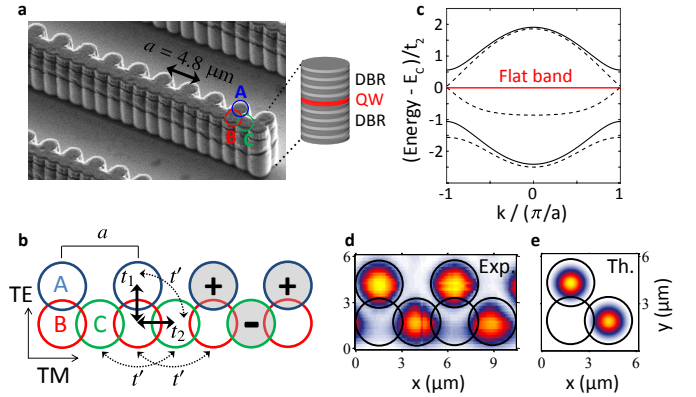 a
a = 4.8 μm
A
B
C
DBR
QW
DBR
c
(Energy - E_c)/t_2
2
1
0
-1
-2
Flat band
-1
0
1
k / (π/a)
b
a
A
B
C
t_1
t'
t_2
+
+
-
TE
TM
t'
t'
d
Exp.
6
3
0
0
3
6
9
x (μm)
e
Th.
6
3
0
y (μm)
0
3
6
x (μm)